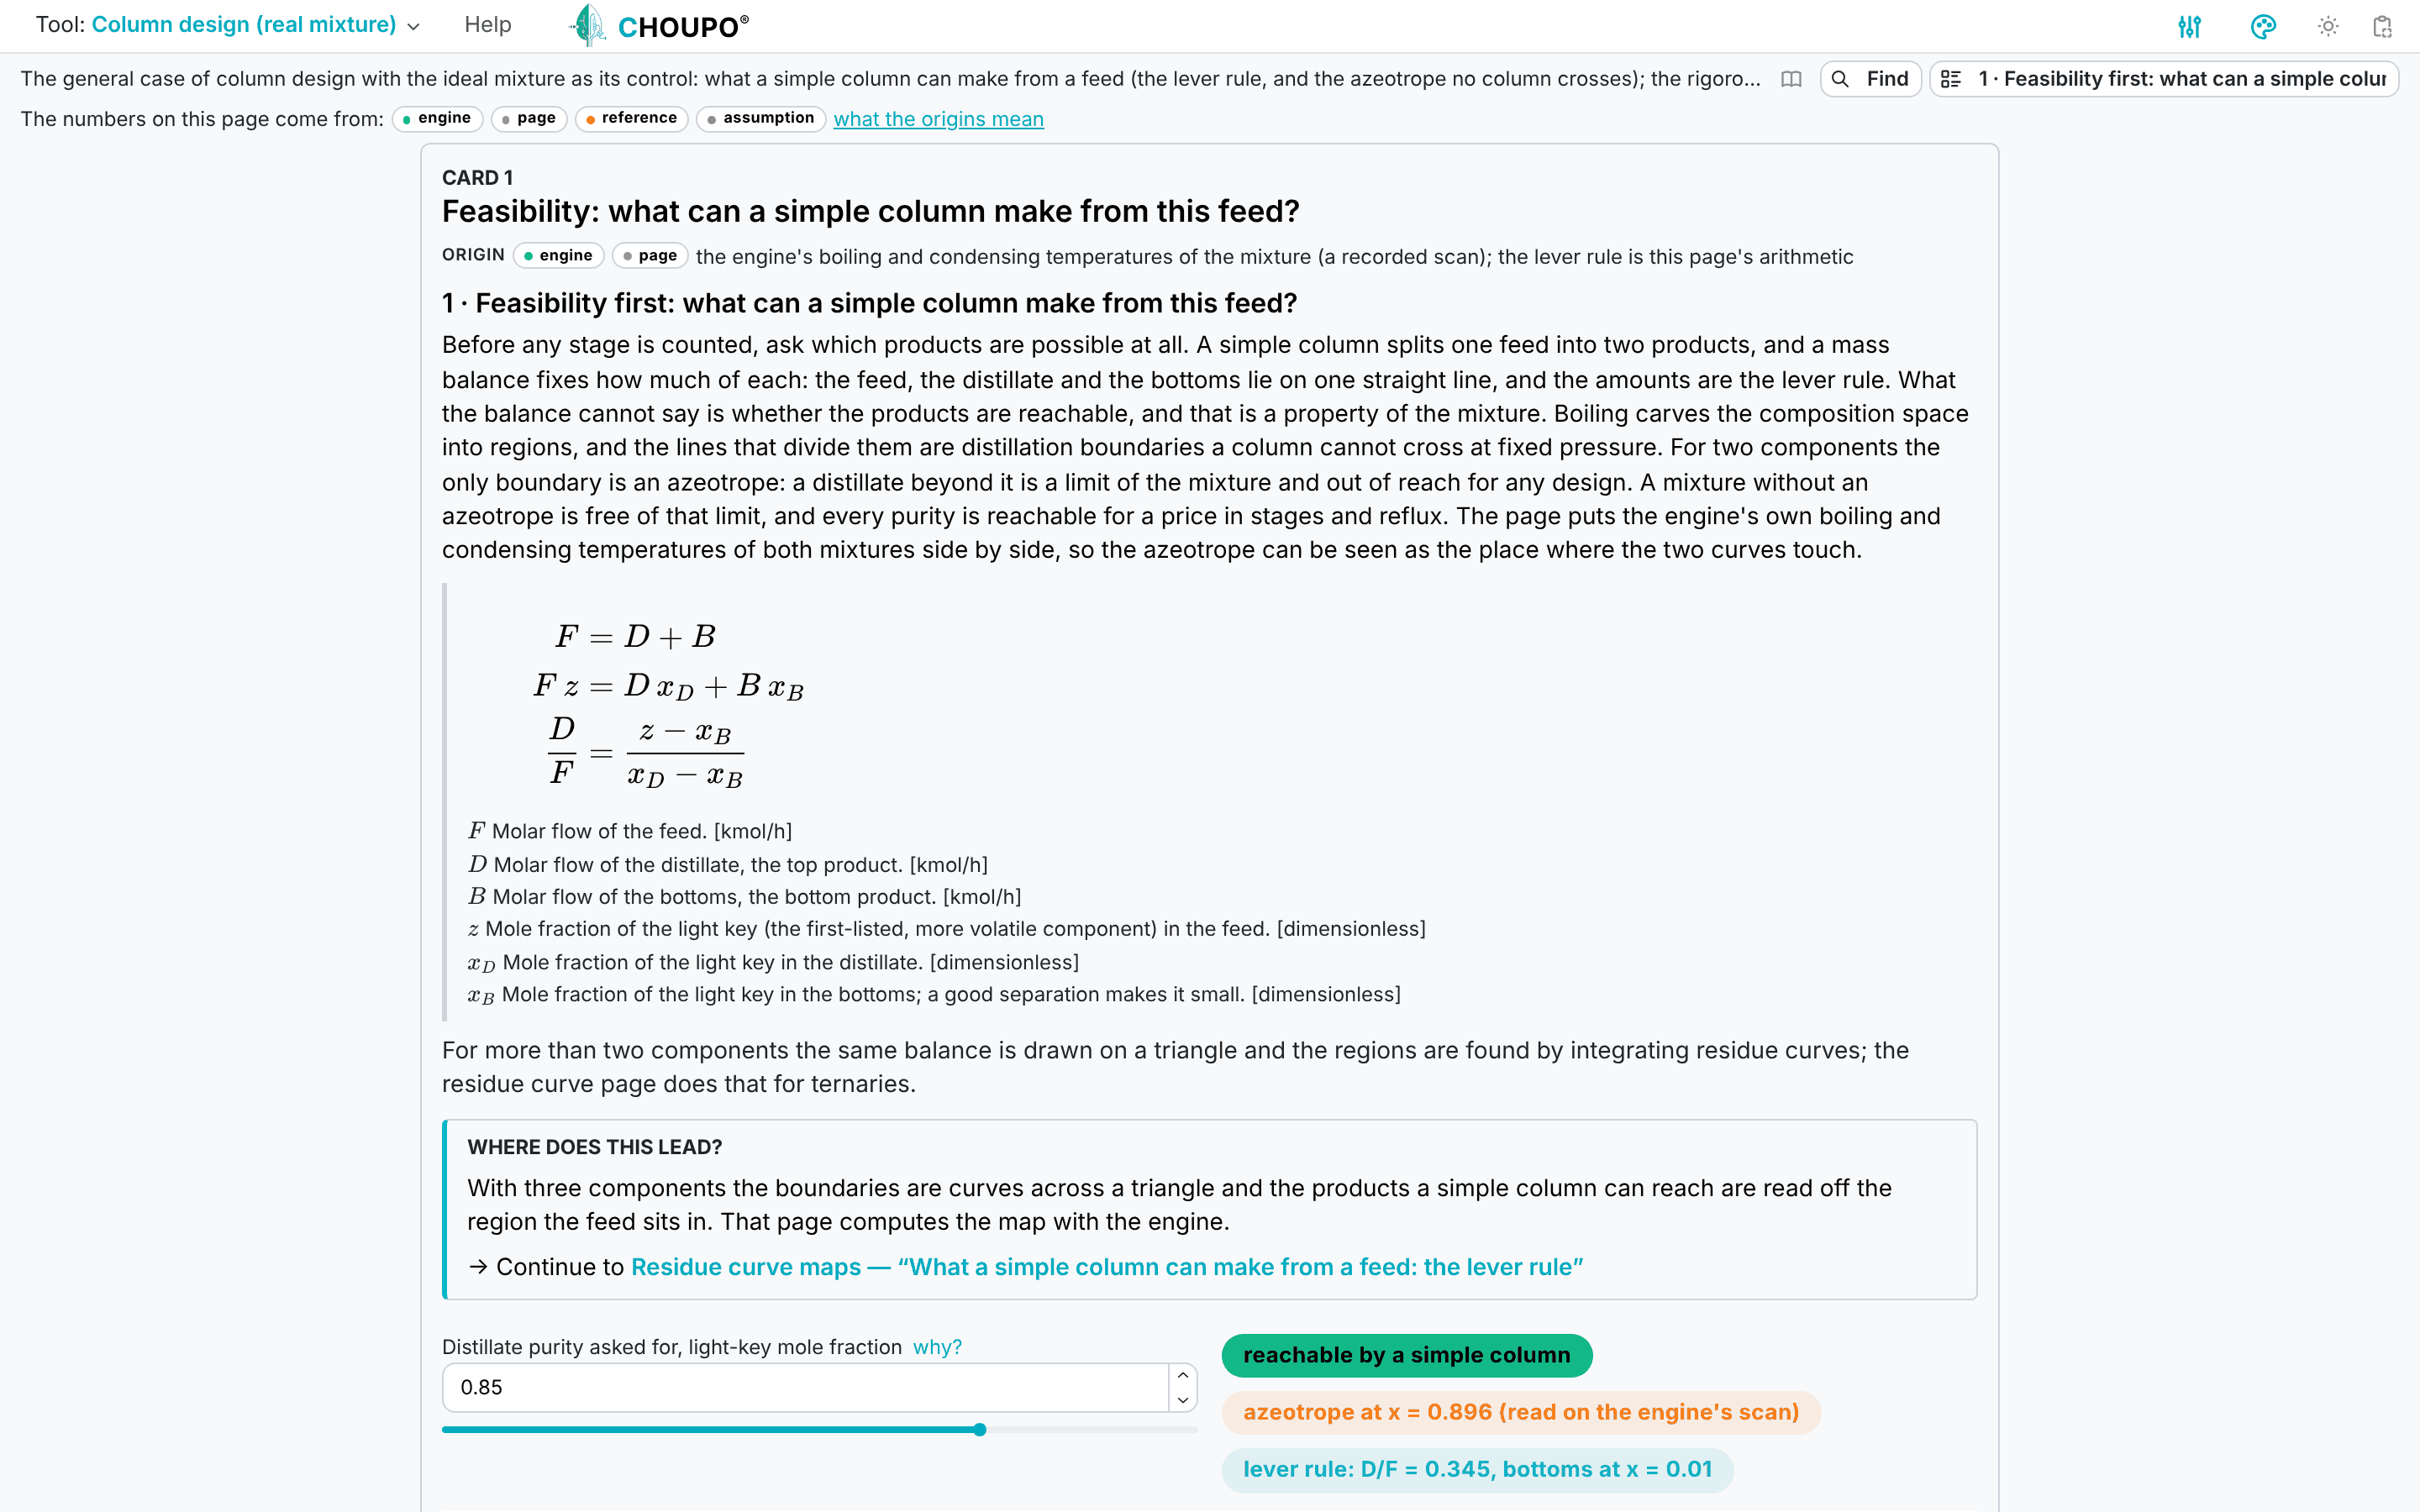 Tool: Column design (real mixture) Help CHOUPO®
The general case of column design with the ideal mixture as its control: what a simple column can make from a feed (the lever rule, and the azeotrope no column crosses); the rigoro... Find 1 · Feasibility first: what can a simple colur
The numbers on this page come from: engine page reference assumption what the origins mean
CARD 1
Feasibility: what can a simple column make from this feed?
ORIGIN engine page the engine's boiling and condensing temperatures of the mixture (a recorded scan); the lever rule is this page's arithmetic
1 · Feasibility first: what can a simple column make from this feed?
Before any stage is counted, ask which products are possible at all. A simple column splits one feed into two products, and a mass
balance fixes how much of each: the feed, the distillate and the bottoms lie on one straight line, and the amounts are the lever rule. What
the balance cannot say is whether the products are reachable, and that is a property of the mixture. Boiling carves the composition space
into regions, and the lines that divide them are distillation boundaries a column cannot cross at fixed pressure. For two components the
only boundary is an azeotrope: a distillate beyond it is a limit of the mixture and out of reach for any design. A mixture without an
azeotrope is free of that limit, and every purity is reachable for a price in stages and reflux. The page puts the engine's own boiling and
condensing temperatures of both mixtures side by side, so the azeotrope can be seen as the place where the two curves touch.
F = D + B
F z = D x_D + B x_B
D/F = (z − x_B)/(x_D − x_B)
F Molar flow of the feed. [kmol/h]
D Molar flow of the distillate, the top product. [kmol/h]
B Molar flow of the bottoms, the bottom product. [kmol/h]
z Mole fraction of the light key (the first-listed, more volatile component) in the feed. [dimensionless]
x_D Mole fraction of the light key in the distillate. [dimensionless]
x_B Mole fraction of the light key in the bottoms; a good separation makes it small. [dimensionless]
For more than two components the same balance is drawn on a triangle and the regions are found by integrating residue curves; the
residue curve page does that for ternaries.
WHERE DOES THIS LEAD?
With three components the boundaries are curves across a triangle and the products a simple column can reach are read off the
region the feed sits in. That page computes the map with the engine.
→ Continue to Residue curve maps — “What a simple column can make from a feed: the lever rule”
Distillate purity asked for, light-key mole fraction why?
0.85
reachable by a simple column
azeotrope at x = 0.896 (read on the engine's scan)
lever rule: D/F = 0.345, bottoms at x = 0.01